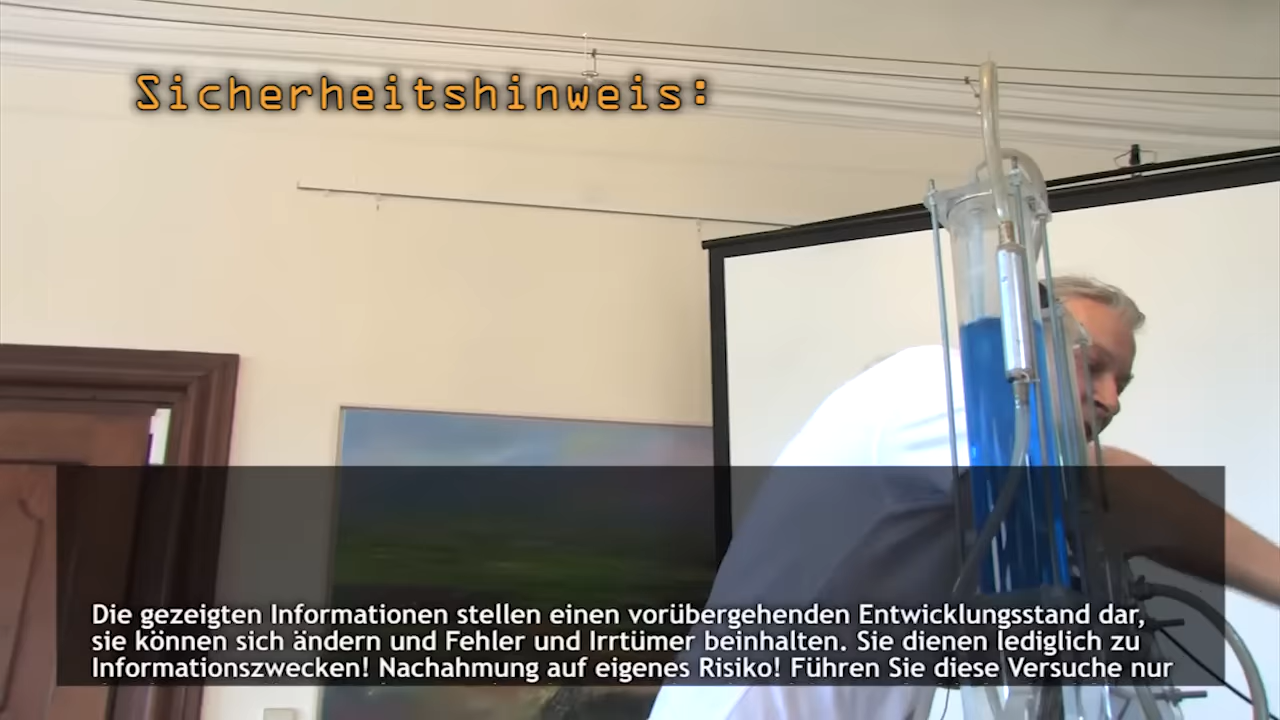 Sicherheitshinweis:
Die gezeigten Informationen stellen einen vorübergehenden Entwicklungsstand dar,
sie können sich ändern und Fehler und Irrtümer beinhalten. Sie dienen lediglich zu
Informationszwecken! Nachahmung auf eigenes Risiko! Führen Sie diese Versuche nur